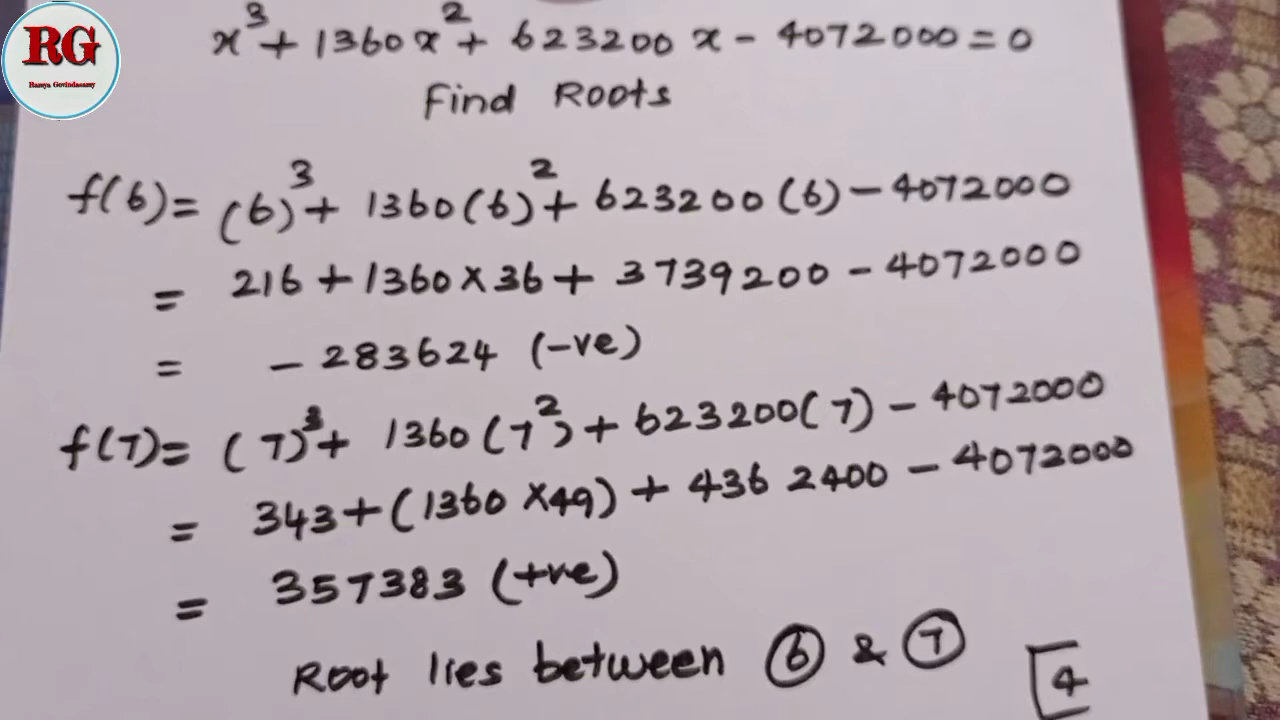 RG
Ramya Govindasamy
x³ + 1360x² + 623200x - 4072000 = 0
Find Roots
f(6) = (6)³ + 1360(6)² + 623200(6) - 4072000
= 216 + 1360 × 36 + 3739200 - 4072000
= - 283624 (-ve)
f(7) = (7)³ + 1360(7²) + 623200(7) - 4072000
= 343 + (1360 × 49) + 4362400 - 4072000
= 357383 (+ve)
Root lies between 6 & 7
4